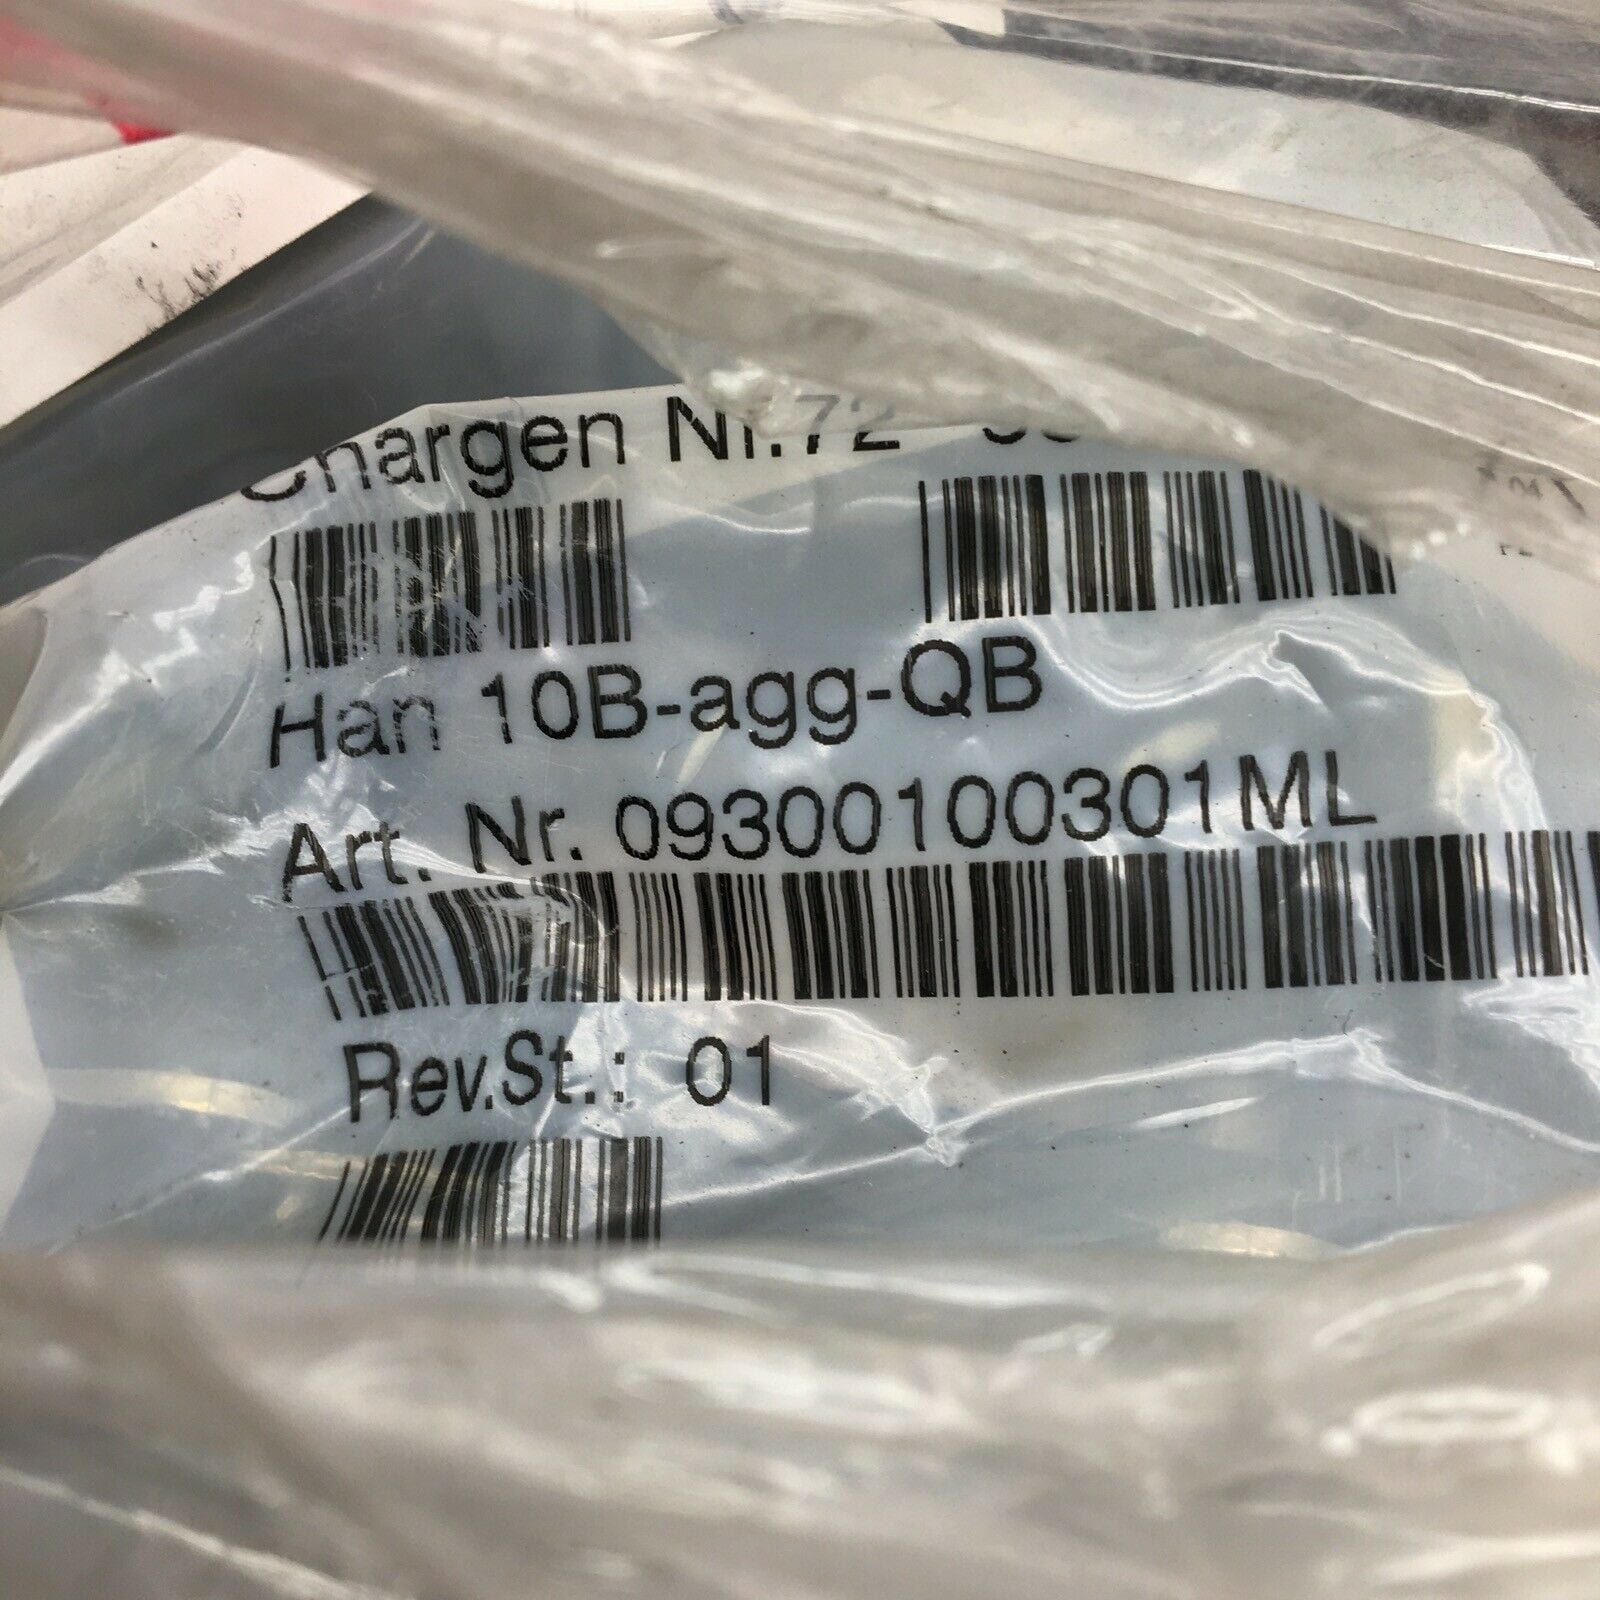 Chargen Nr.72
Han 10B-agg-QB
Art. Nr. 09300100301ML
Rev.St.: 01